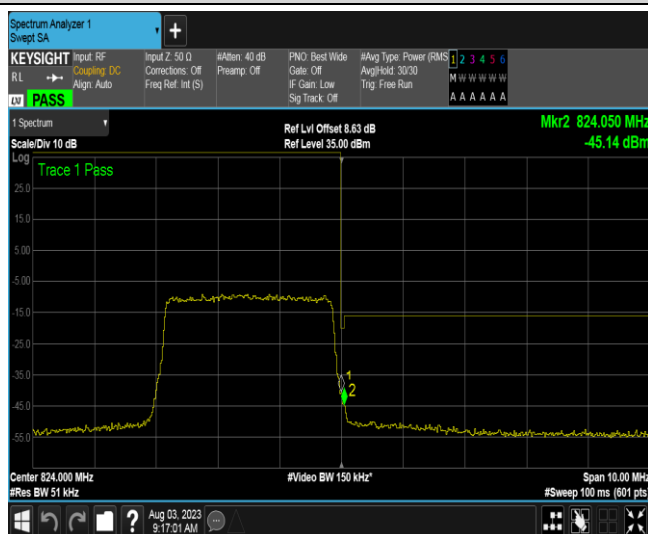 Spectrum Analyzer 1
Swept SA
+
KEYSIGHT
RL
Input: RF
Coupling: DC
Align: Auto
Input Z: 50 Ω
Corrections: Off
Freq Ref: Int (S)
#Atten: 40 dB
Preamp: Off
PNO: Best Wide
Gate: Off
IF Gain: Low
Sig Track: Off
#Avg Type: Power (RMS
Avg|Hold: 30/30
Trig: Free Run
1 2 3 4 5 6
M W W W W W
A A A A A A
LXI PASS
1 Spectrum
Scale/Div 10 dB
Ref Lvl Offset 8.63 dB
Ref Level 35.00 dBm
Mkr2 824.050 MHz
-45.14 dBm
Log
Trace 1 Pass
25.0
15.0
5.00
-5.00
-15.0
-25.0
-35.0
-45.0
-55.0
1
2
Center 824.000 MHz
#Res BW 51 kHz
#Video BW 150 kHz*
Span 10.00 MHz
#Sweep 100 ms (601 pts)
?
Aug 03, 2023
9:17:01 AM